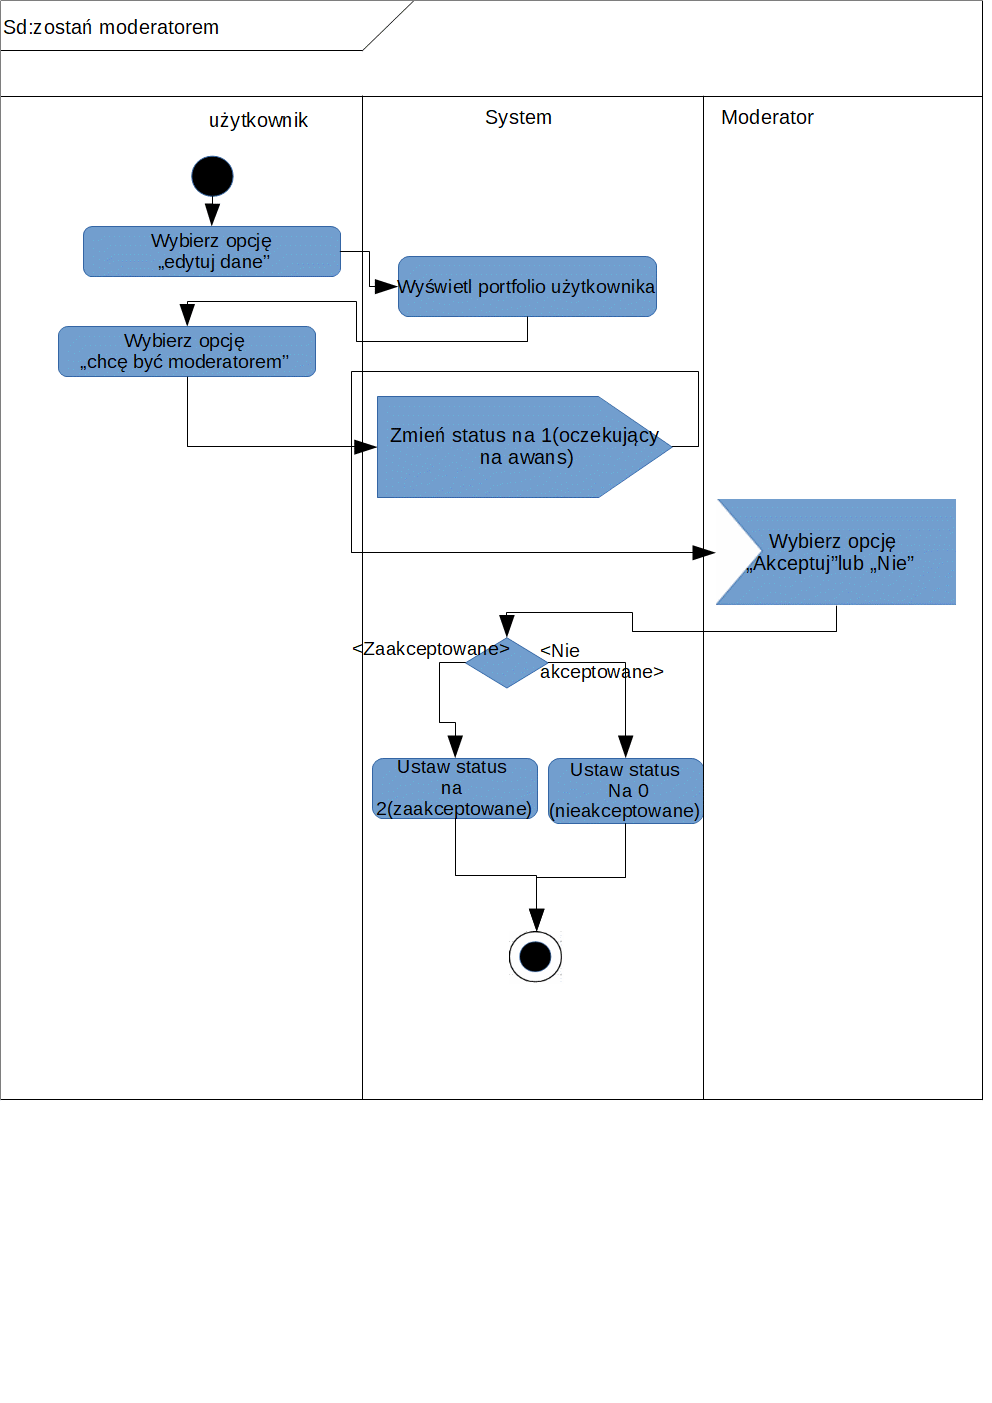 Sd:zostań moderatorem
użytkownik
System
Moderator
Wybierz opcję
„edytuj dane”
Wyświetl portfolio użytkownika
Wybierz opcję
„chcę być moderatorem”
Zmień status na 1(oczekujący
na awans)
Wybierz opcję
„Akceptuj”lub „Nie”
<Zaakceptowane>
<Nie
akceptowane>
Ustaw status
na
2(zaakceptowane)
Ustaw status
Na 0
(nieakceptowane)